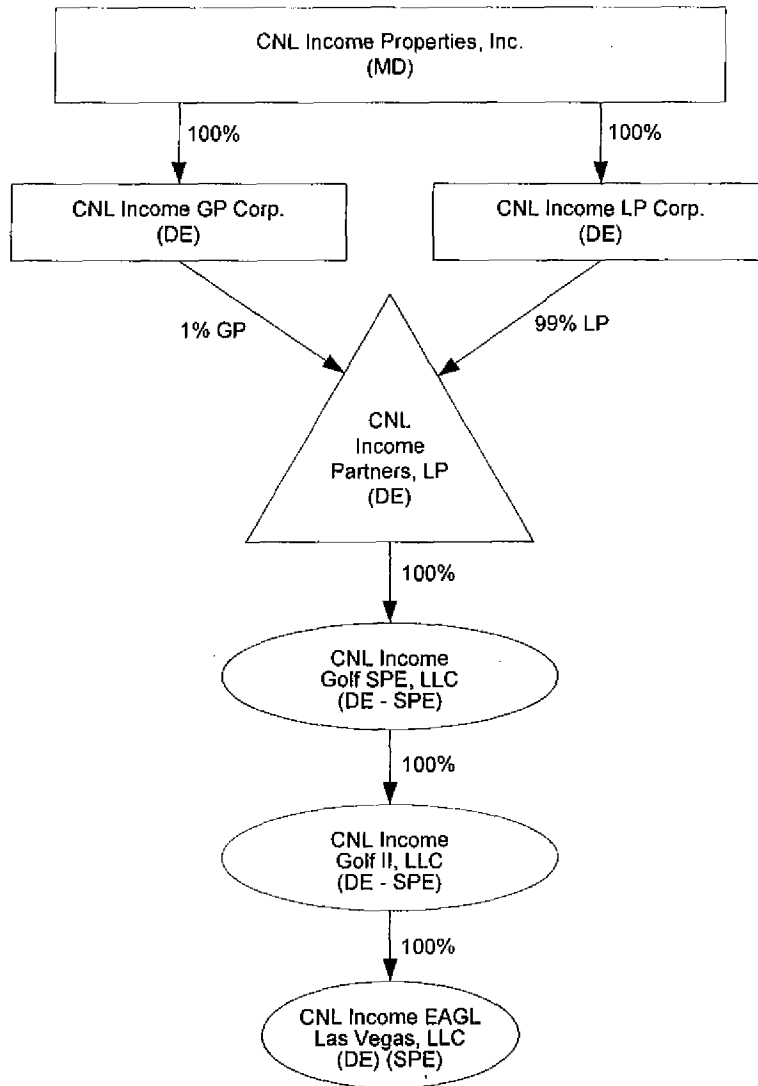 CNL Income Properties, Inc.
(MD)
100%
100%
CNL Income GP Corp.
(DE)
CNL Income LP Corp.
(DE)
1% GP
99% LP
CNL
Income
Partners, LP
(DE)
100%
CNL Income
Golf SPE, LLC
(DE - SPE)
100%
CNL Income
Golf II, LLC
(DE - SPE)
100%
CNL Income EAGL
Las Vegas, LLC
(DE) (SPE)